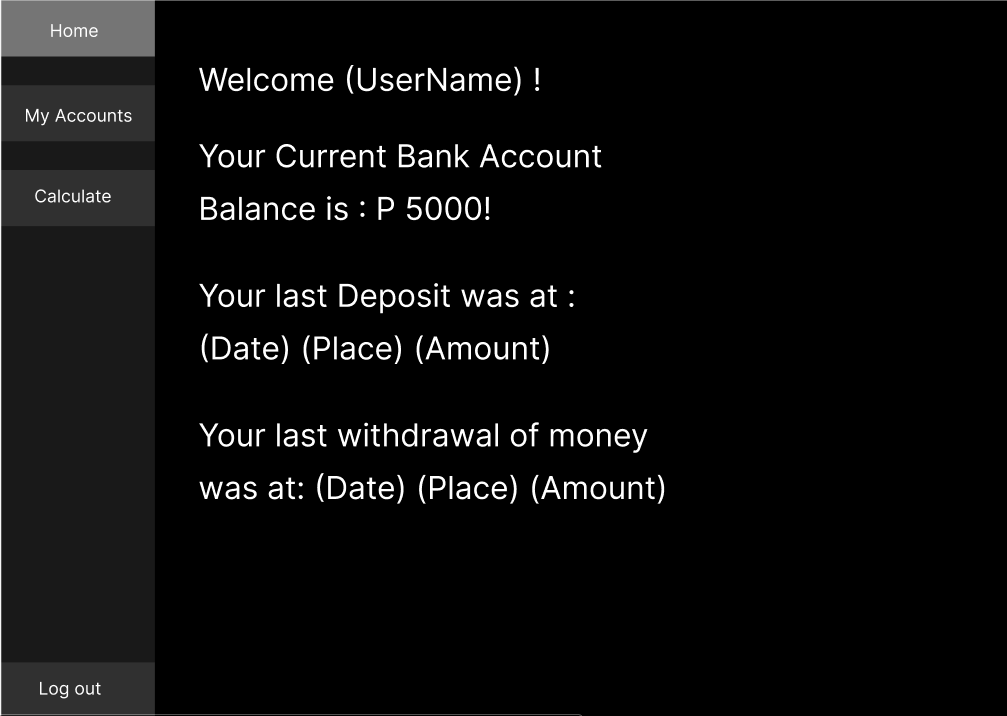 Home
My Accounts
Calculate
Log out
Welcome (UserName) !
Your Current Bank Account
Balance is : P 5000!
Your last Deposit was at :
(Date) (Place) (Amount)
Your last withdrawal of money
was at: (Date) (Place) (Amount)